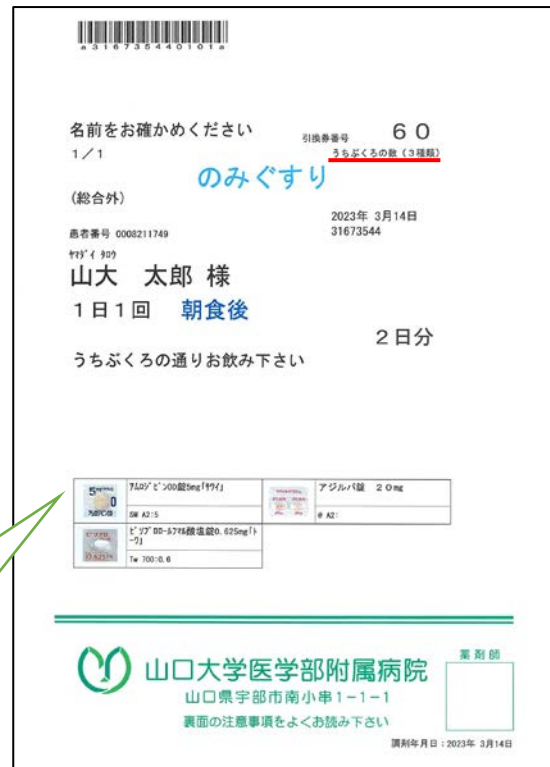 a31673544010１a
名前をお確かめください
引換券番号 60
1/1
うちぶくろの数（3種類）
のみぐすり
(総合外)
2023年 3月14日
患者番号 0008211749
31673544
ﾔﾏﾀﾞｲ ﾀﾛｳ
山大 太郎 様
1日1回 朝食後
2日分
うちぶくろの通りお飲み下さい
ｱﾑﾛｼﾞﾋﾟﾝOD錠5mg「ｻﾜｲ」
SW A2:5
アジルバ錠 20mg
@ A2:
ﾋﾞｿﾌﾟﾛﾛｰﾙﾌﾏﾙ酸塩錠0.625mg「ﾄｰﾜ」
Tw 700:0.6
山口大学医学部附属病院
薬剤師
山口県宇部市南小串1-1-1
裏面の注意事項をよくお読み下さい
調剤年月日：2023年 3月14日